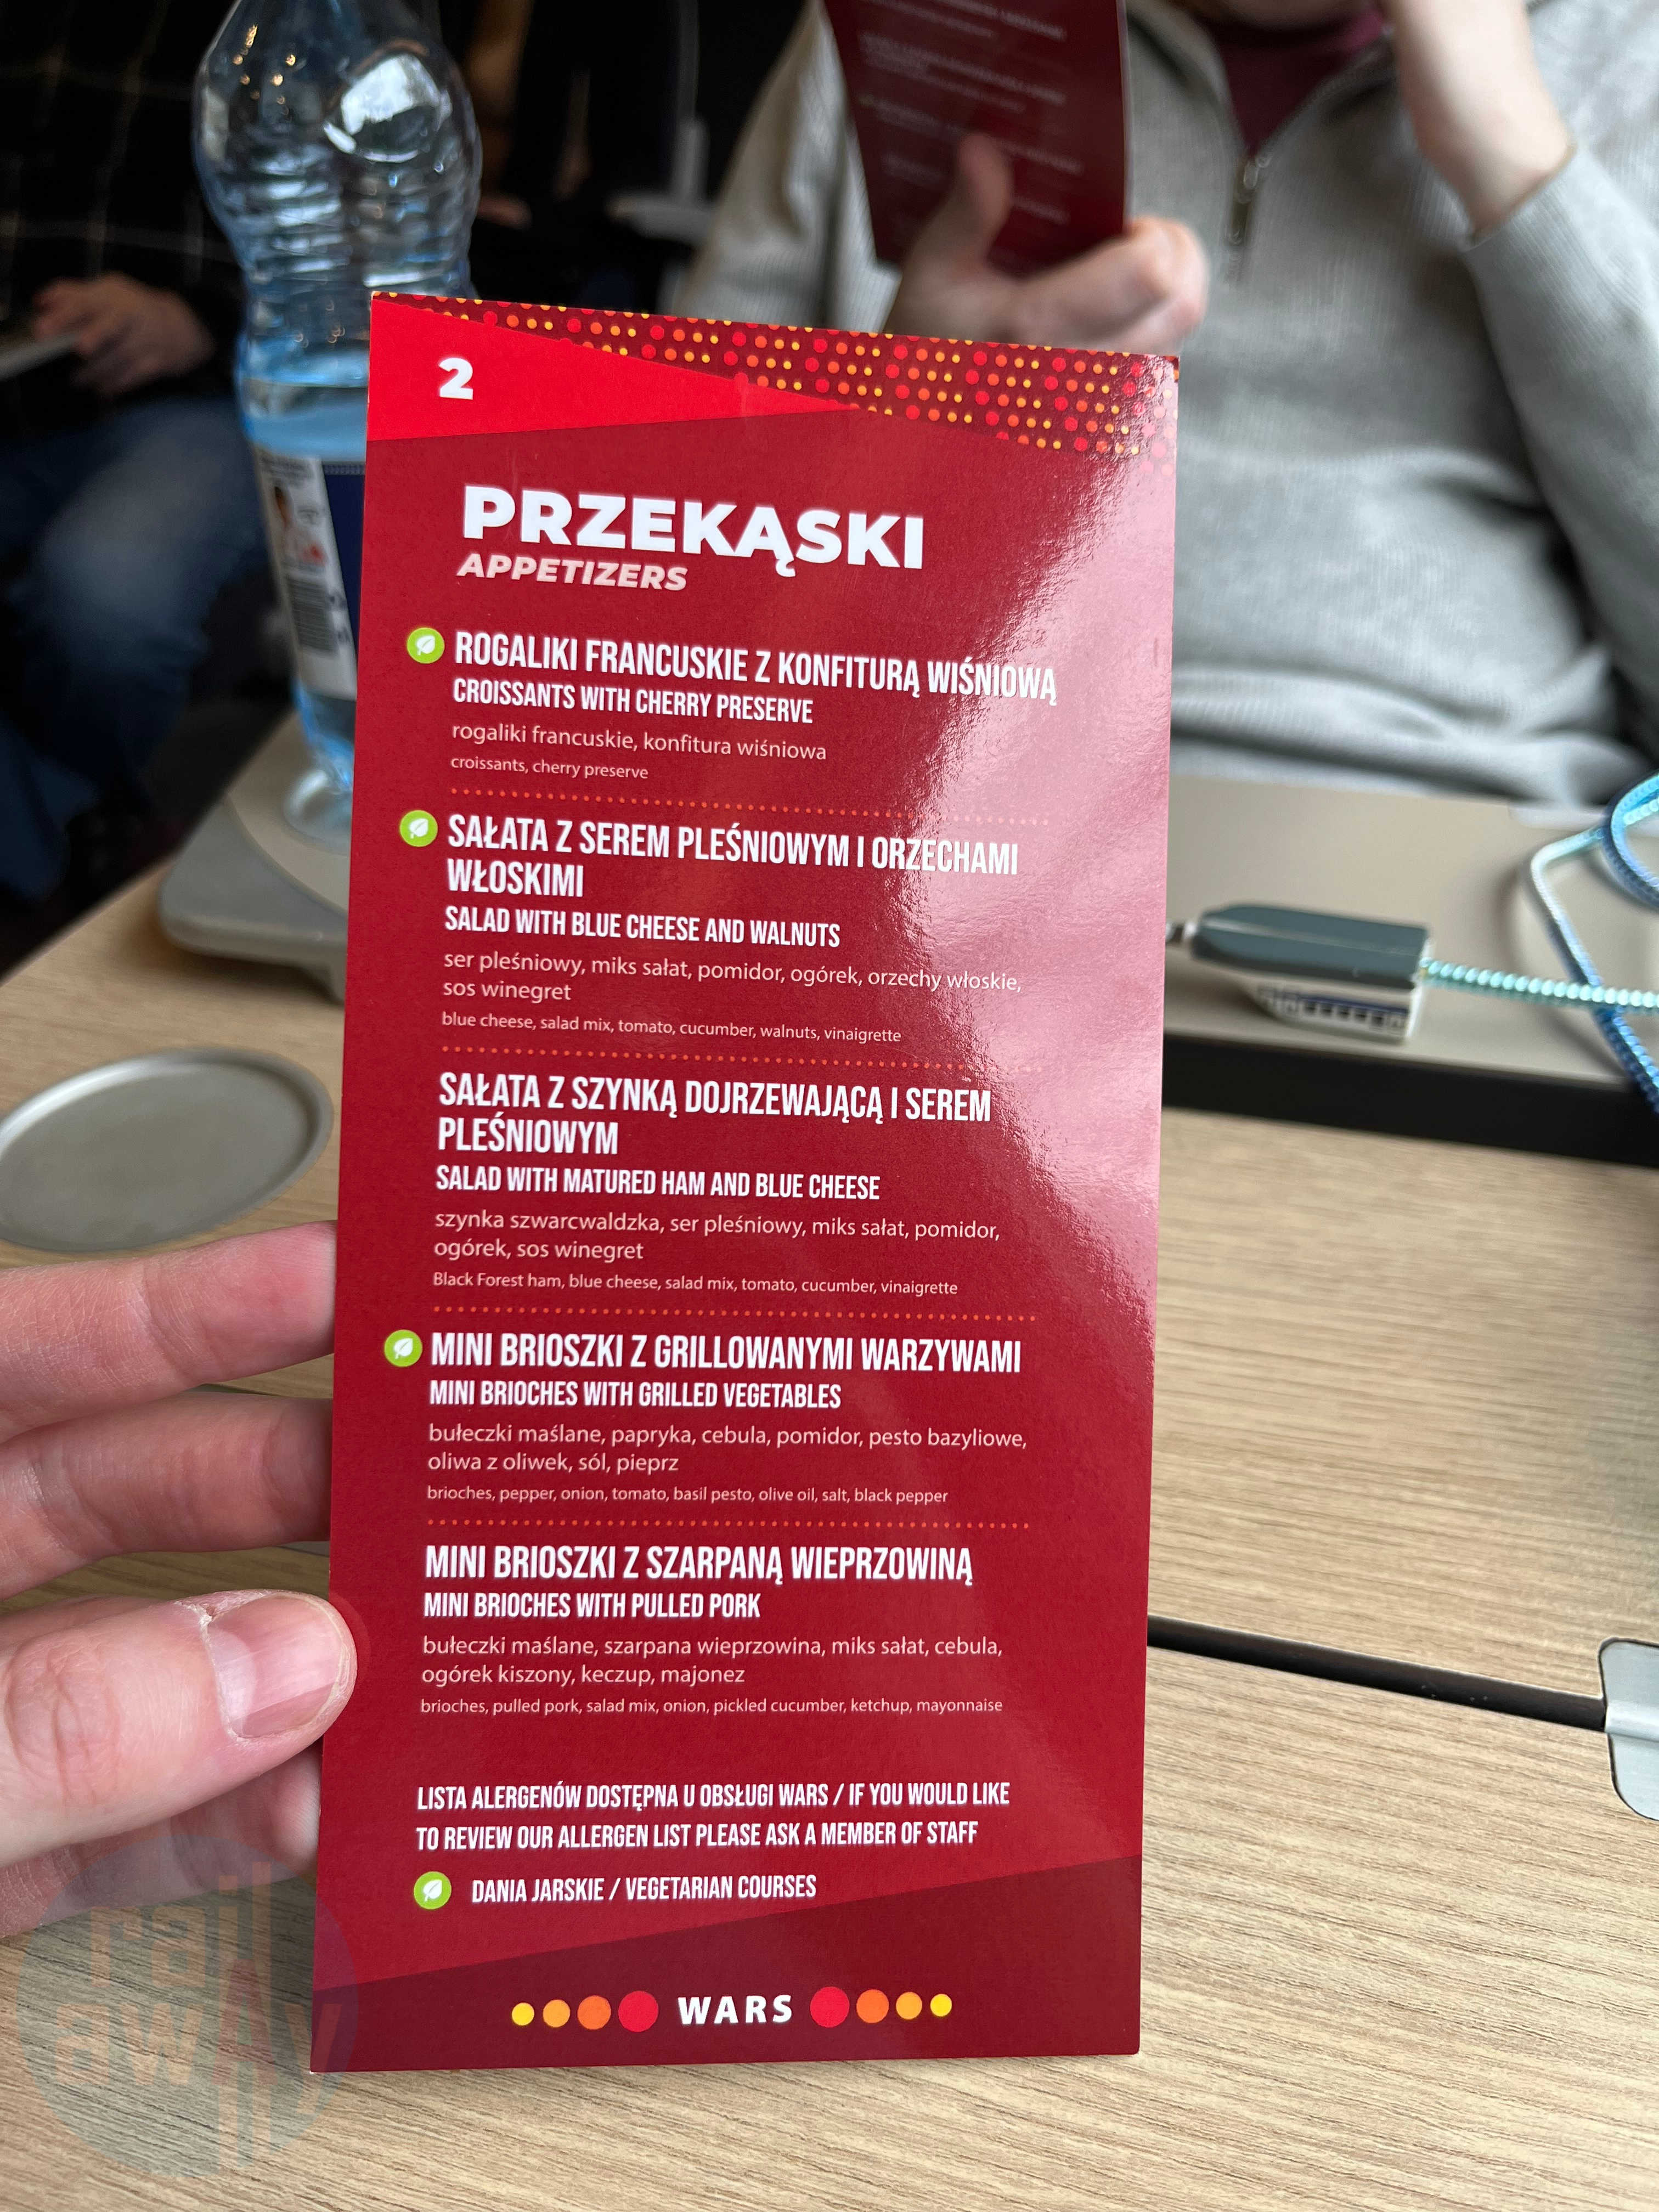 2
PRZEKĄSKI
APPETIZERS
ROGALIKI FRANCUSKIE Z KONFITURĄ WIŚNIOWĄ
CROISSANTS WITH CHERRY PRESERVE
rogaliki francuskie, konfitura wiśniowa
croissants, cherry preserve
SAŁATA Z SEREM PLEŚNIOWYM I ORZECHAMI
WŁOSKIMI
SALAD WITH BLUE CHEESE AND WALNUTS
ser pleśniowy, miks sałat, pomidor, ogórek, orzechy włoskie,
sos winegret
blue cheese, salad mix, tomato, cucumber, walnuts, vinaigrette
SAŁATA Z SZYNKĄ DOJRZEWAJĄCĄ I SEREM
PLEŚNIOWYM
SALAD WITH MATURED HAM AND BLUE CHEESE
szynka szwarcwaldzka, ser pleśniowy, miks sałat, pomidor,
ogórek, sos winegret
Black Forest ham, blue cheese, salad mix, tomato, cucumber, vinaigrette
MINI BRIOSZKI Z GRILLOWANYMI WARZYWAMI
MINI BRIOCHES WITH GRILLED VEGETABLES
bułeczki maślane, papryka, cebula, pomidor, pesto bazyliowe,
oliwa z oliwek, sól, pieprz
brioches, pepper, onion, tomato, basil pesto, olive oil, salt, black pepper
MINI BRIOSZKI Z SZARPANĄ WIEPRZOWINĄ
MINI BRIOCHES WITH PULLED PORK
bułeczki maślane, szarpana wieprzowina, miks sałat, cebula,
ogórek kiszony, keczup, majonez
brioches, pulled pork, salad mix, onion, pickled cucumber, ketchup, mayonnaise
LISTA ALERGENÓW DOSTĘPNA U OBSŁUGI WARS / IF YOU WOULD LIKE
TO REVIEW OUR ALLERGEN LIST PLEASE ASK A MEMBER OF STAFF
DANIA JARSKIE / VEGETARIAN COURSES
WARS
rail
away